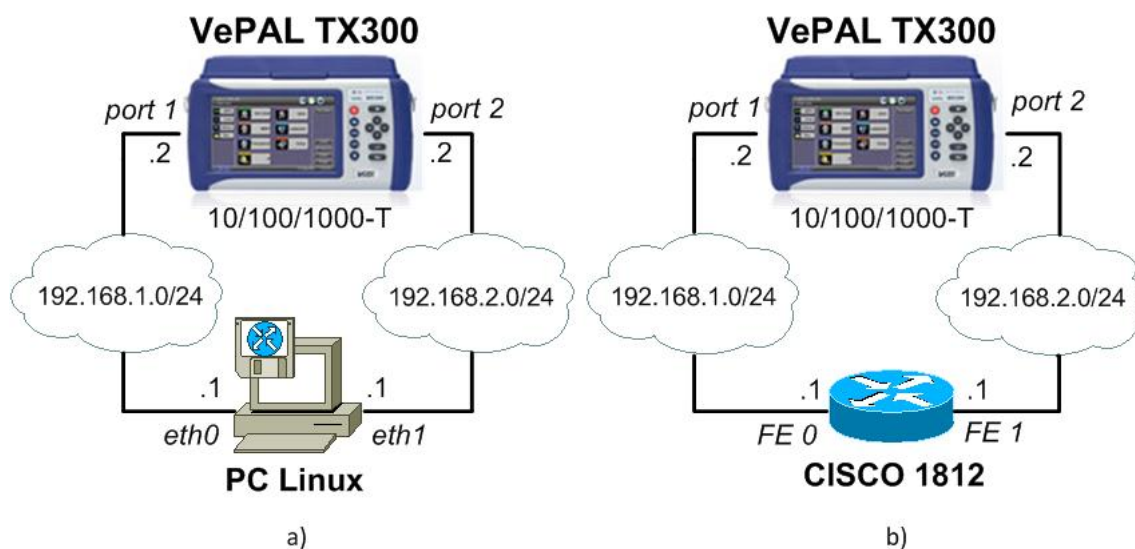 VePAL TX300
port 1
port 2
.2
.2
10/100/1000-T
192.168.1.0/24
192.168.2.0/24
.1
.1
eth0
eth1
PC Linux
a)
VePAL TX300
port 1
port 2
.2
.2
10/100/1000-T
192.168.1.0/24
192.168.2.0/24
.1
.1
FE 0
FE 1
CISCO 1812
b)